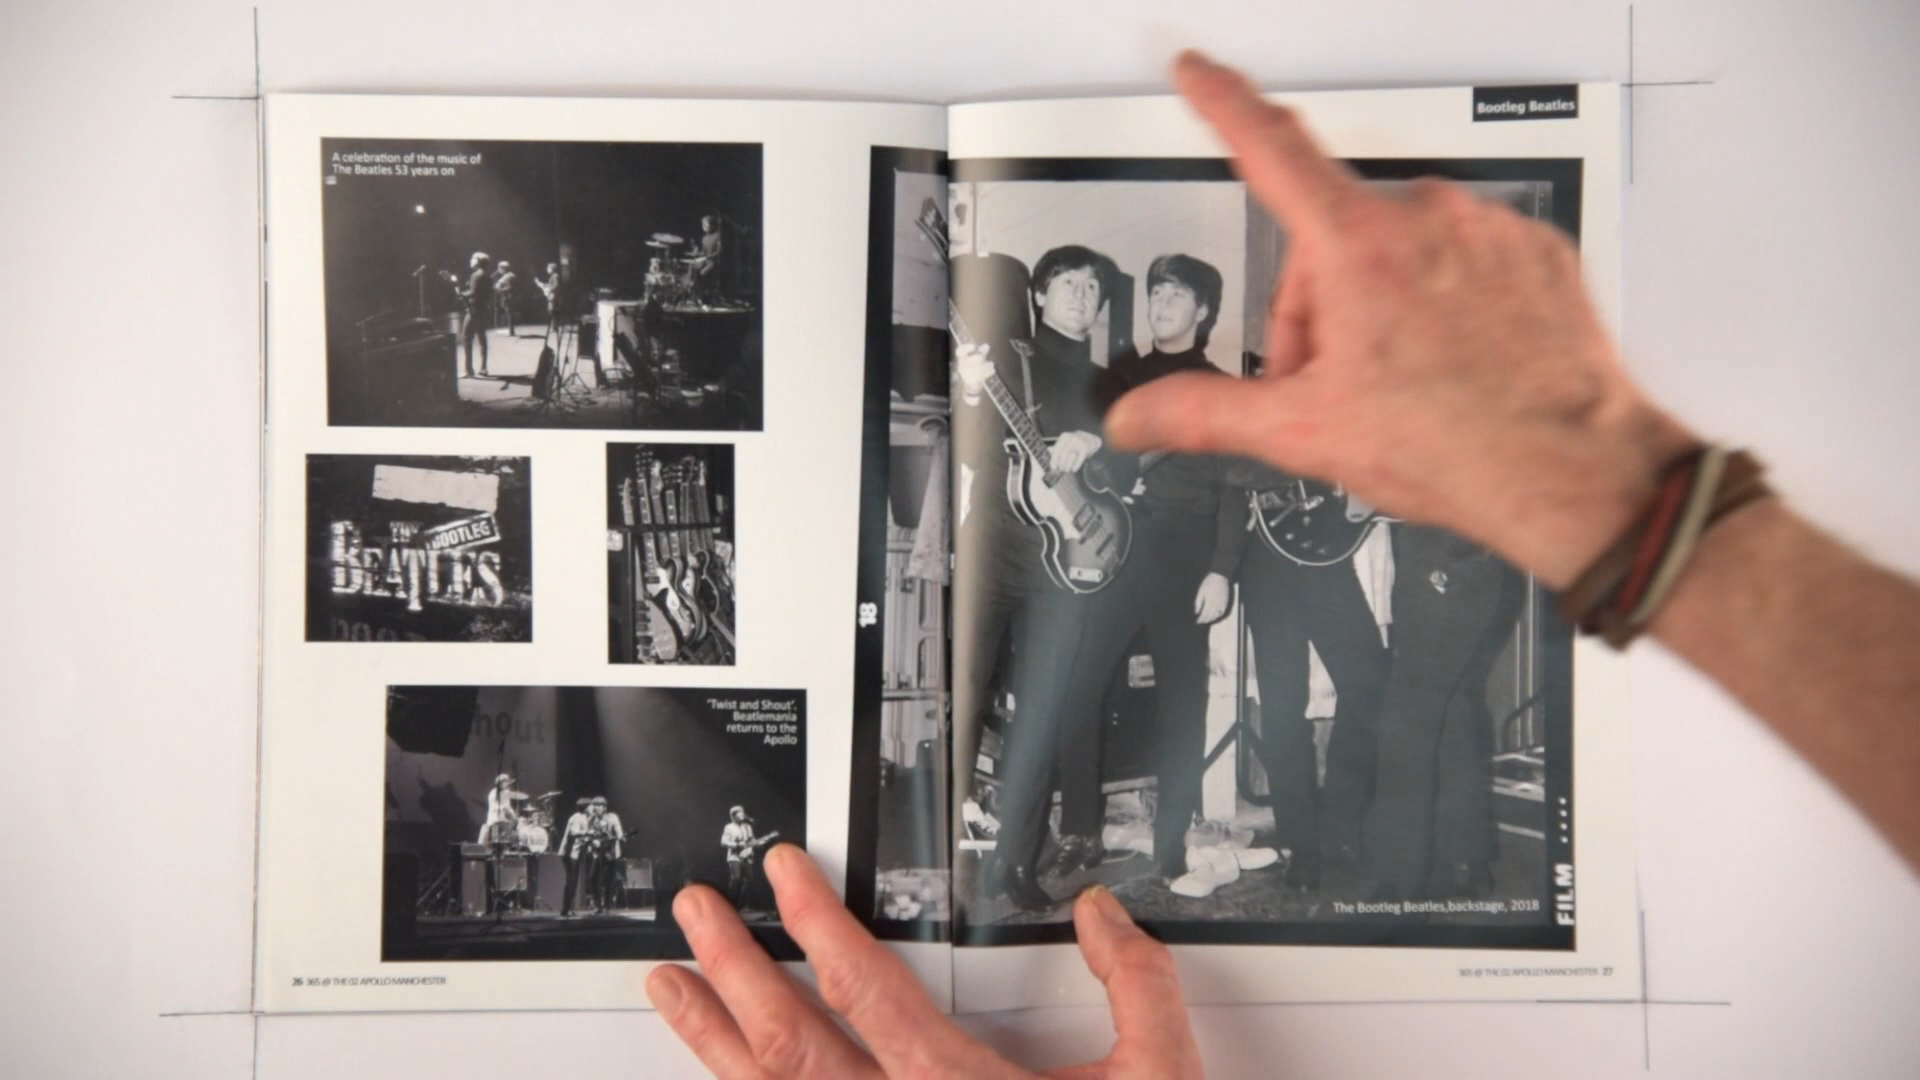 A celebration of the music of
The Beatles 53 years on
THE BOOTLEG
BEATLES
'Twist and Shout'.
Beatlemania
returns to the
Apollo
hout
26 365 @ THE O2 APOLLO MANCHESTER
18
Bootleg Beatles
The Bootleg Beatles,backstage, 2018
FILM
365 @ THE O2 APOLLO MANCHESTER 27